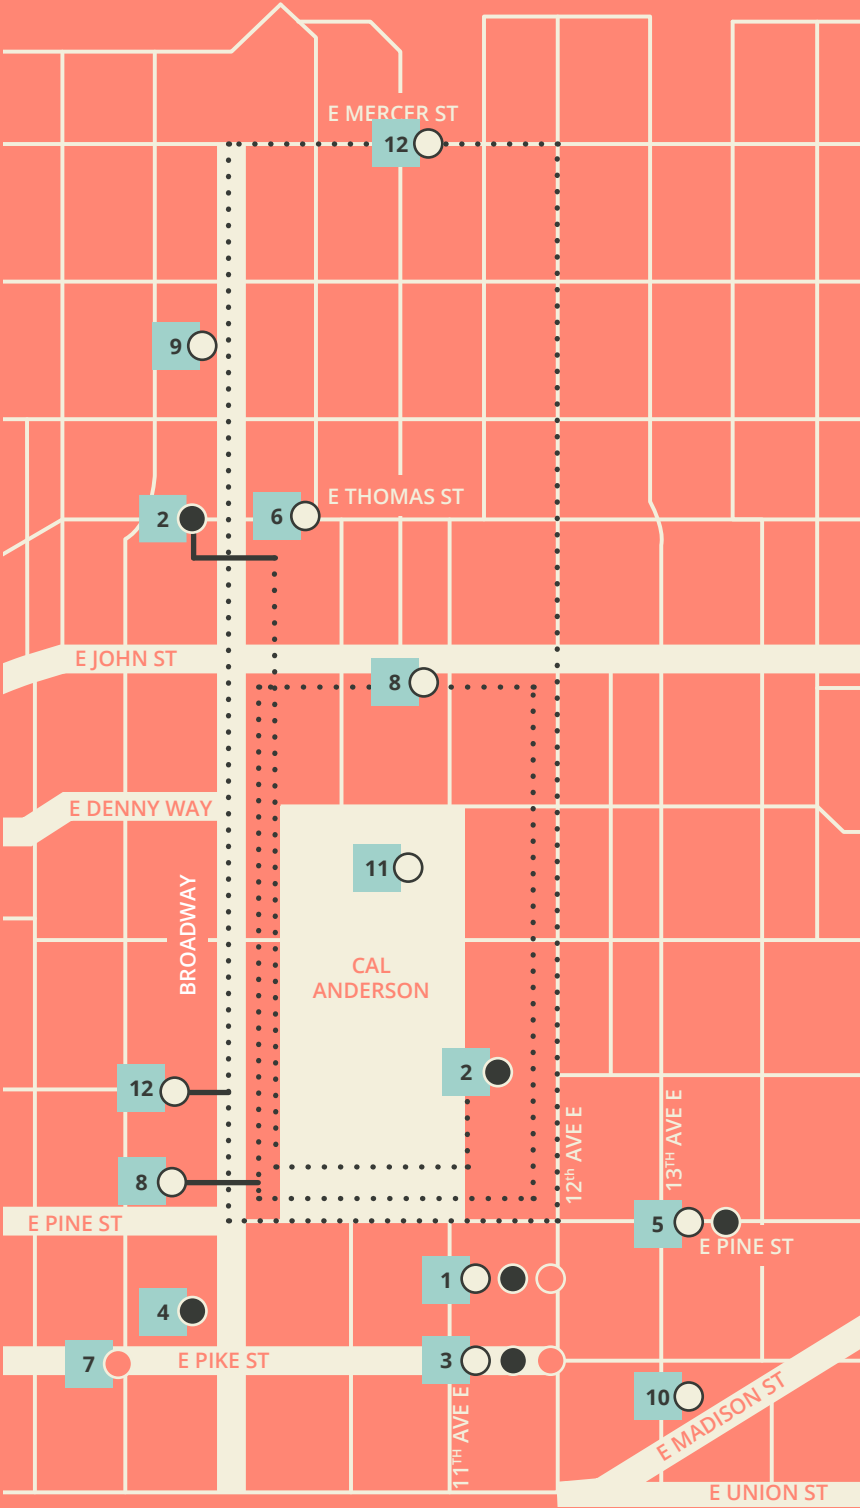 E MERCER ST
12
9
2
6
E THOMAS ST
E JOHN ST
8
E DENNY WAY
11
BROADWAY
CAL
ANDERSON
2
12
12th AVE E
13TH AVE E
8
E PINE ST
5
E PINE ST
1
4
7
E PIKE ST
3
10
11TH AVE E
E MADISON ST
E UNION ST